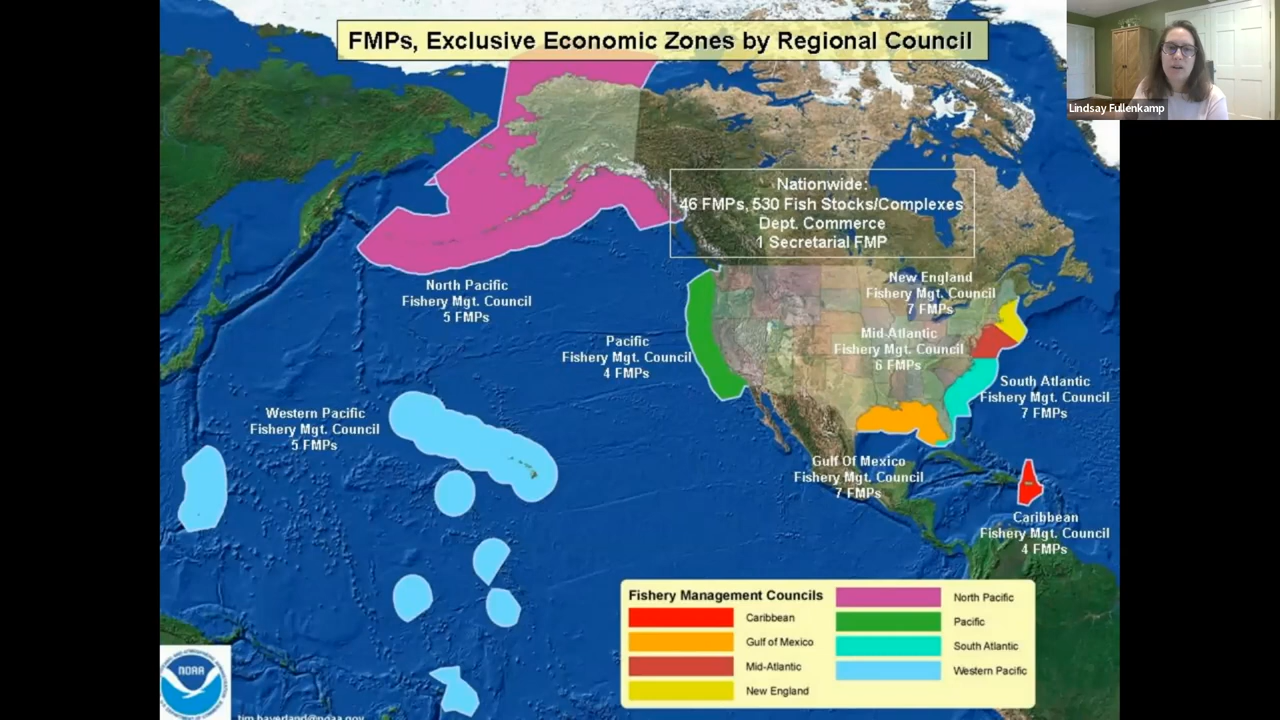 FMPs, Exclusive Economic Zones by Regional Council
Lindsay Fullenkamp
Nationwide:
46 FMPs, 530 Fish Stocks/Complexes
Dept. Commerce
1 Secretarial FMP
North Pacific
Fishery Mgt. Council
5 FMPs
New England
Fishery Mgt. Council
7 FMPs
Pacific
Fishery Mgt. Council
4 FMPs
Mid-Atlantic
Fishery Mgt. Council
6 FMPs
South Atlantic
Fishery Mgt. Council
7 FMPs
Western Pacific
Fishery Mgt. Council
5 FMPs
Gulf Of Mexico
Fishery Mgt. Council
7 FMPs
Caribbean
Fishery Mgt. Council
4 FMPs
Fishery Management Councils
Caribbean
Gulf of Mexico
Mid-Atlantic
New England
North Pacific
Pacific
South Atlantic
Western Pacific
NOAA